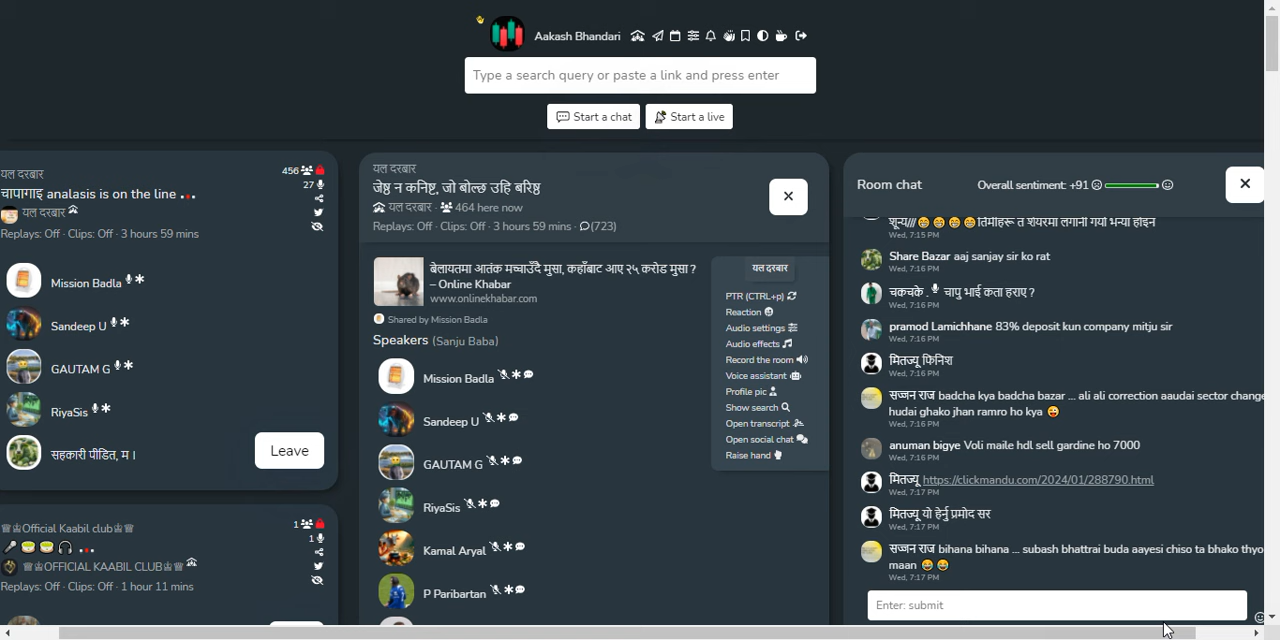 Aakash Bhandari
Type a search query or paste a link and press enter
Start a chat
Start a live
यल दरबार
456
चापागाइ analasis is on the line
27
यल दरबार
Replays: Off · Clips: Off · 3 hours 59 mins
Mission Badla
Sandeep U
GAUTAM G
RiyaSis
सहकारी पीडित, म ।
Leave
♕♔Official Kaabil club♔♕
1
1
♕♔OFFICIAL KAABIL CLUB♔♕
Replays: Off · Clips: Off · 1 hour 11 mins
यल दरबार
जेष्ठ न कनिष्ट, जो बोल्छ उहि बरिष्ठ
यल दरबार · 464 here now
Replays: Off · Clips: Off · 3 hours 59 mins · (723)
बेलायतमा आतंक मच्चाउँदै मुसा, कहाँबाट आए २५ करोड मुसा ?
– Online Khabar
www.onlinekhabar.com
Shared by Mission Badla
Speakers (Sanju Baba)
Mission Badla
Sandeep U
GAUTAM G
RiyaSis
Kamal Aryal
P Paribartan
यल दरबार
PTR (CTRL+p)
Reaction
Audio settings
Audio effects
Record the room
Voice assistant
Profile pic
Show search
Open transcript
Open social chat
Raise hand
Room chat
Overall sentiment: +91
शून्य/// 😁 😁 😁 😁 तिमीहरू त शेयरमा लगानी गर्या भन्या होइन
Wed, 7:15 PM
Share Bazar aaj sanjay sir ko rat
Wed, 7:16 PM
चक्रचके . चापु भाई कता हराए ?
Wed, 7:16 PM
pramod Lamichhane 83% deposit kun company mitju sir
Wed, 7:16 PM
मितज्यू फिनिश
Wed, 7:16 PM
सज्जन राज badcha kya badcha bazar ... ali ali correction aaudai sector change
hudai ghako jhan ramro ho kya 😜
Wed, 7:16 PM
anuman bigye Voli maile hdl sell gardine ho 7000
Wed, 7:16 PM
मितज्यू https://clickmandu.com/2024/01/288790.html
Wed, 7:17 PM
मितज्यू यो हेर्नु प्रमोद सर
Wed, 7:17 PM
सज्जन राज bihana bihana ... subash bhattrai buda aayesi chiso ta bhako thyo
maan 😄 😄
Wed, 7:17 PM
Enter: submit